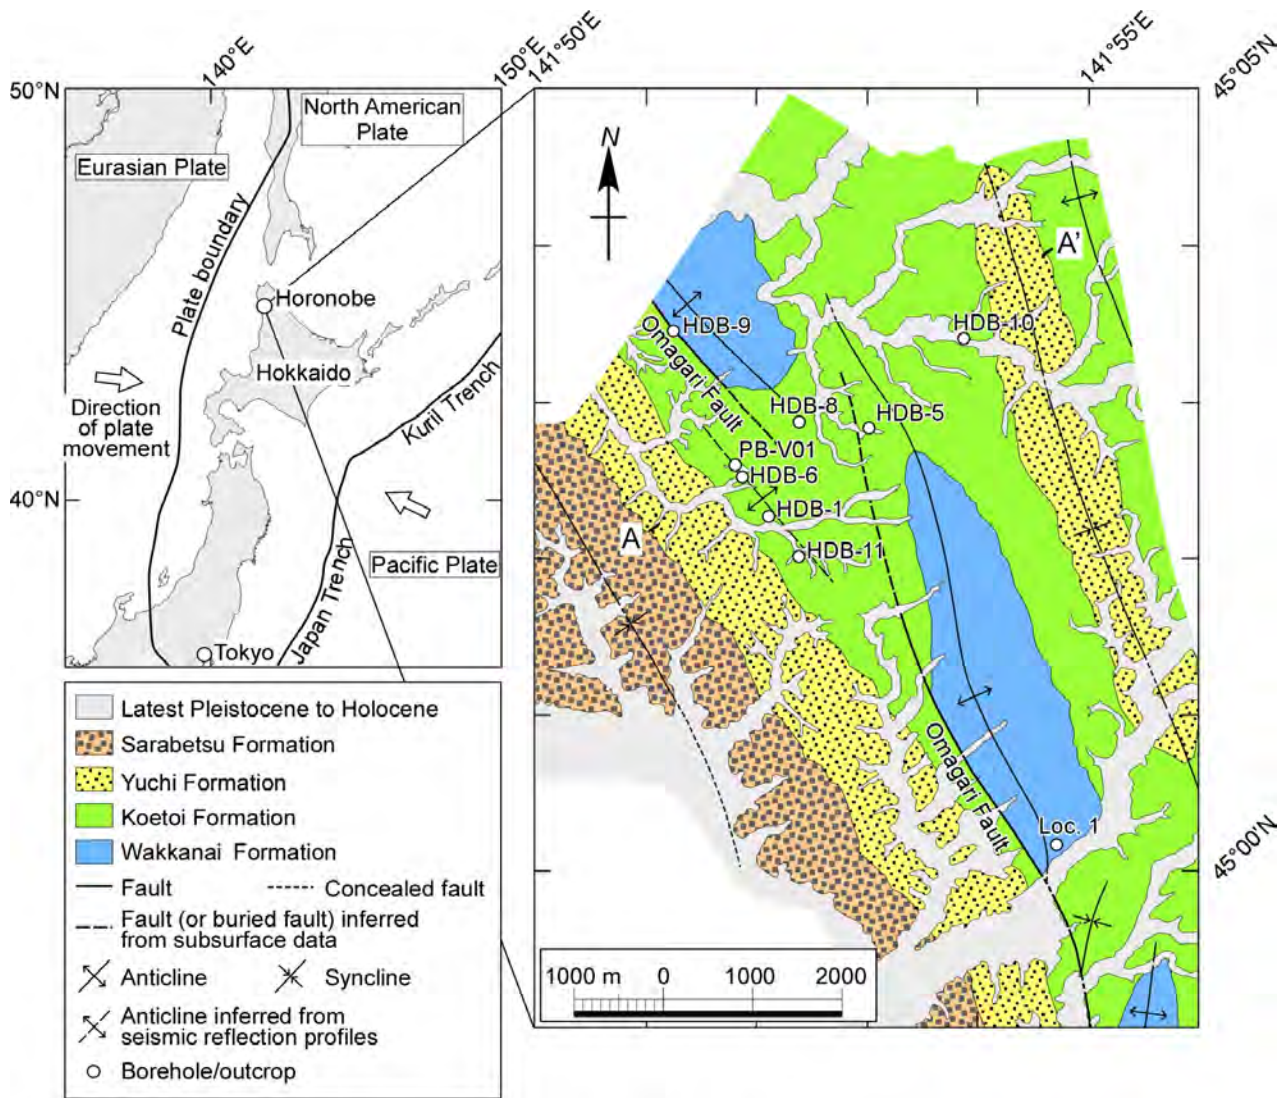 140°E
150°E
50°N
40°N
North American
Plate
Eurasian Plate
Plate boundary
Horonobe
Hokkaido
Direction
of plate
movement
Kuril Trench
Japan Trench
Pacific Plate
Tokyo
141°50'E
141°55'E
45°05'N
45°00'N
N
A'
HDB-10
HDB-9
Omagari Fault
HDB-8
HDB-5
PB-V01
HDB-6
HDB-1
A
HDB-11
Omagari Fault
Loc. 1
1000 m 0 1000 2000
Latest Pleistocene to Holocene
Sarabetsu Formation
Yuchi Formation
Koetoi Formation
Wakkanai Formation
Fault
Concealed fault
Fault (or buried fault) inferred
from subsurface data
Anticline
Syncline
Anticline inferred from
seismic reflection profiles
Borehole/outcrop